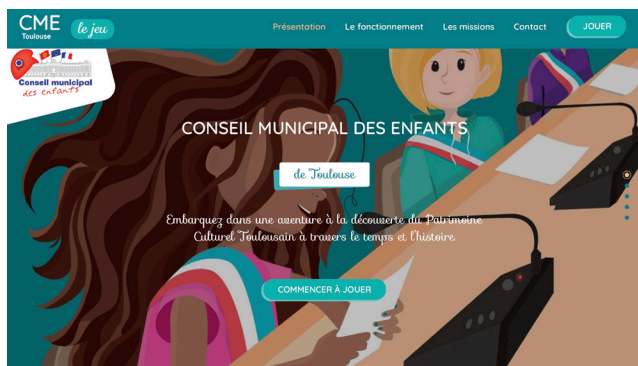 CME
Toulouse
le jeu
Présentation
Le fonctionnement
Les missions
Contact
JOUER
Conseil municipal
des enfants
CONSEIL MUNICIPAL DES ENFANTS
de Toulouse
Embarquez dans une aventure à la découverte du Patrimoine
Culturel Toulousain à travers le temps et l'histoire.
COMMENCER À JOUER